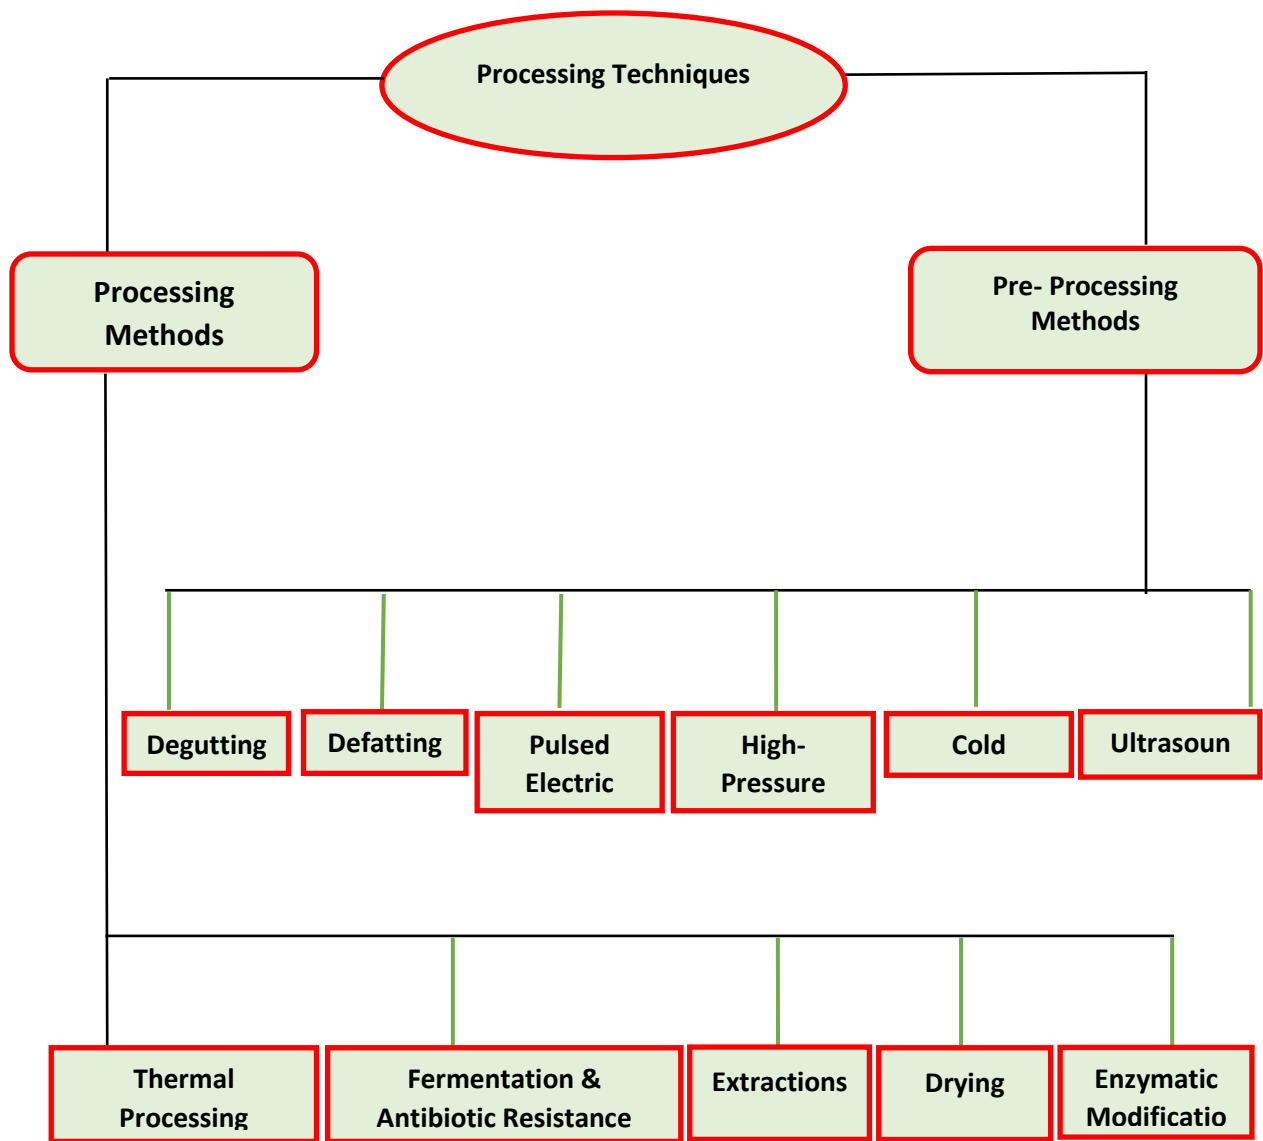 Processing Techniques
Processing
Methods
Pre- Processing
Methods
Degutting
Defatting
Pulsed
Electric
High-
Pressure
Cold
Ultrasoun
Thermal
Processing
Fermentation &
Antibiotic Resistance
Extractions
Drying
Enzymatic
Modificatio